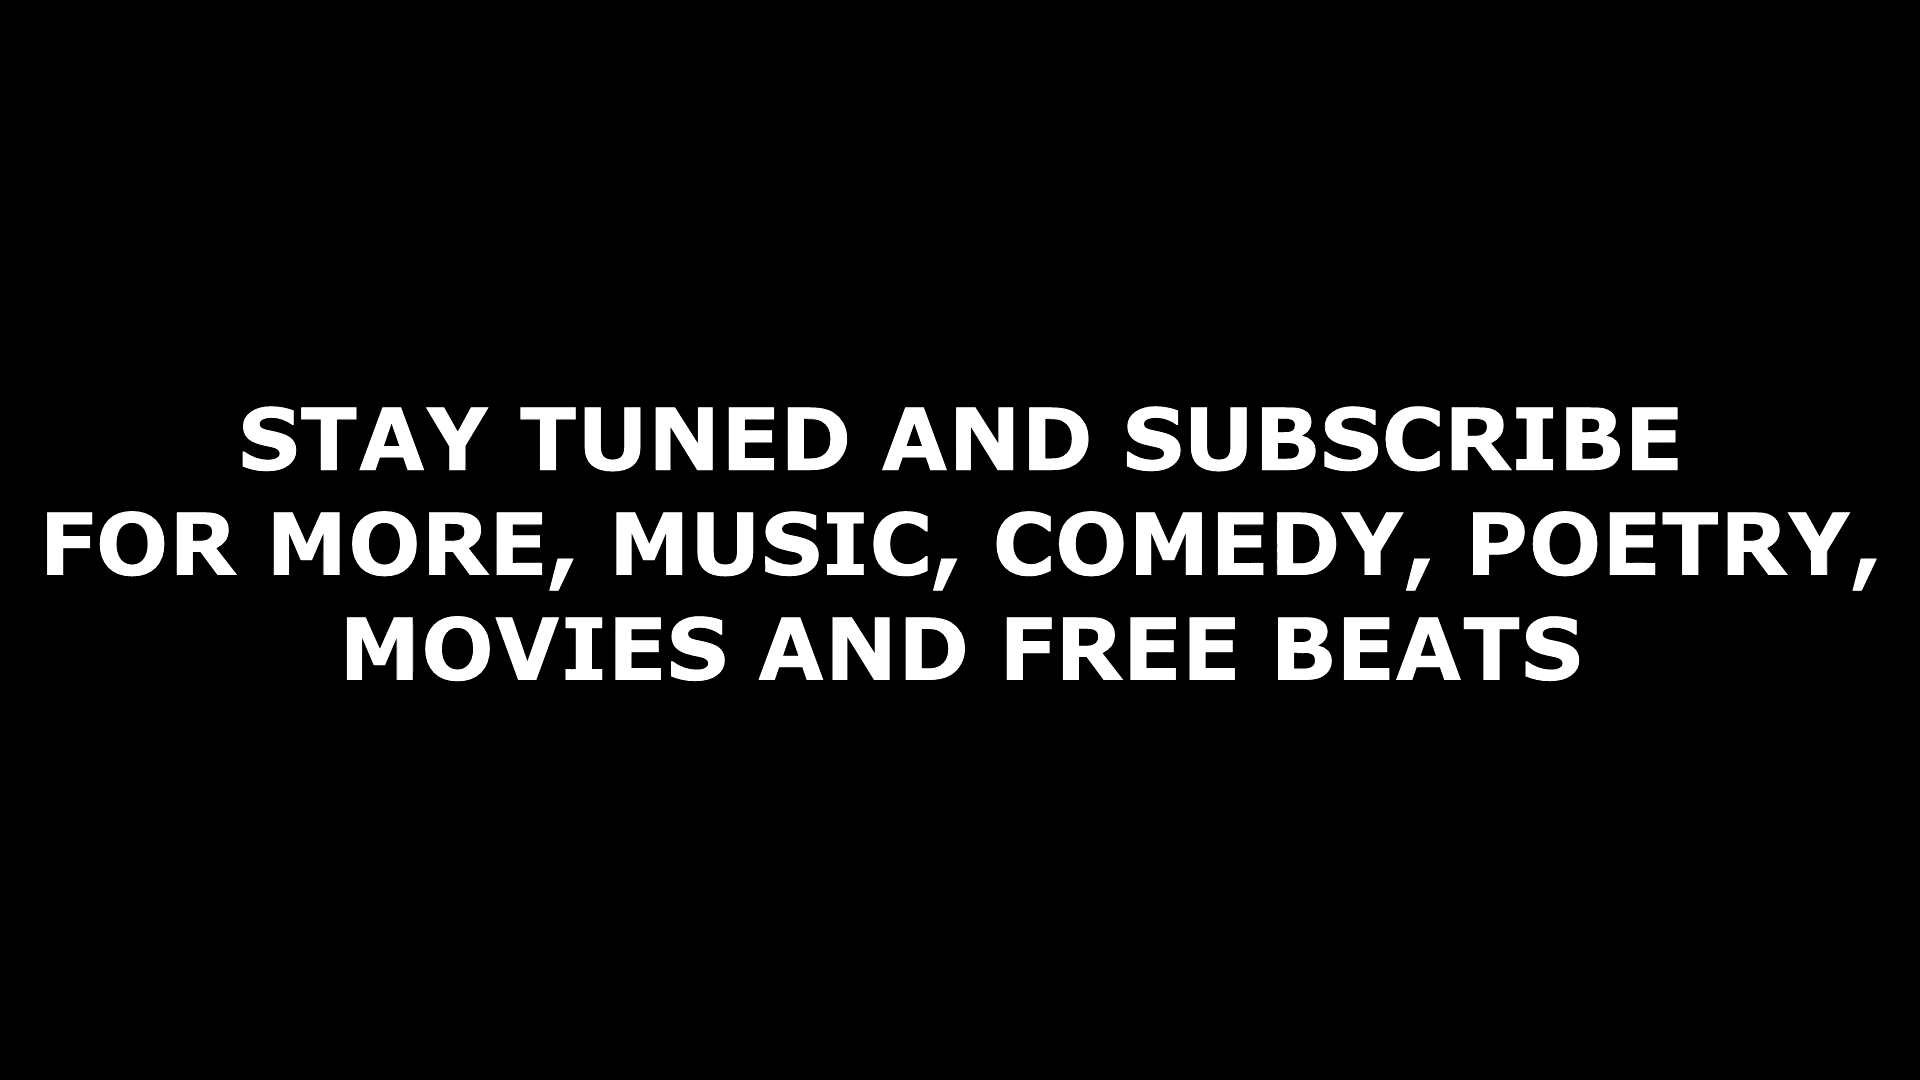 STAY TUNED AND SUBSCRIBE
FOR MORE, MUSIC, COMEDY, POETRY,
MOVIES AND FREE BEATS